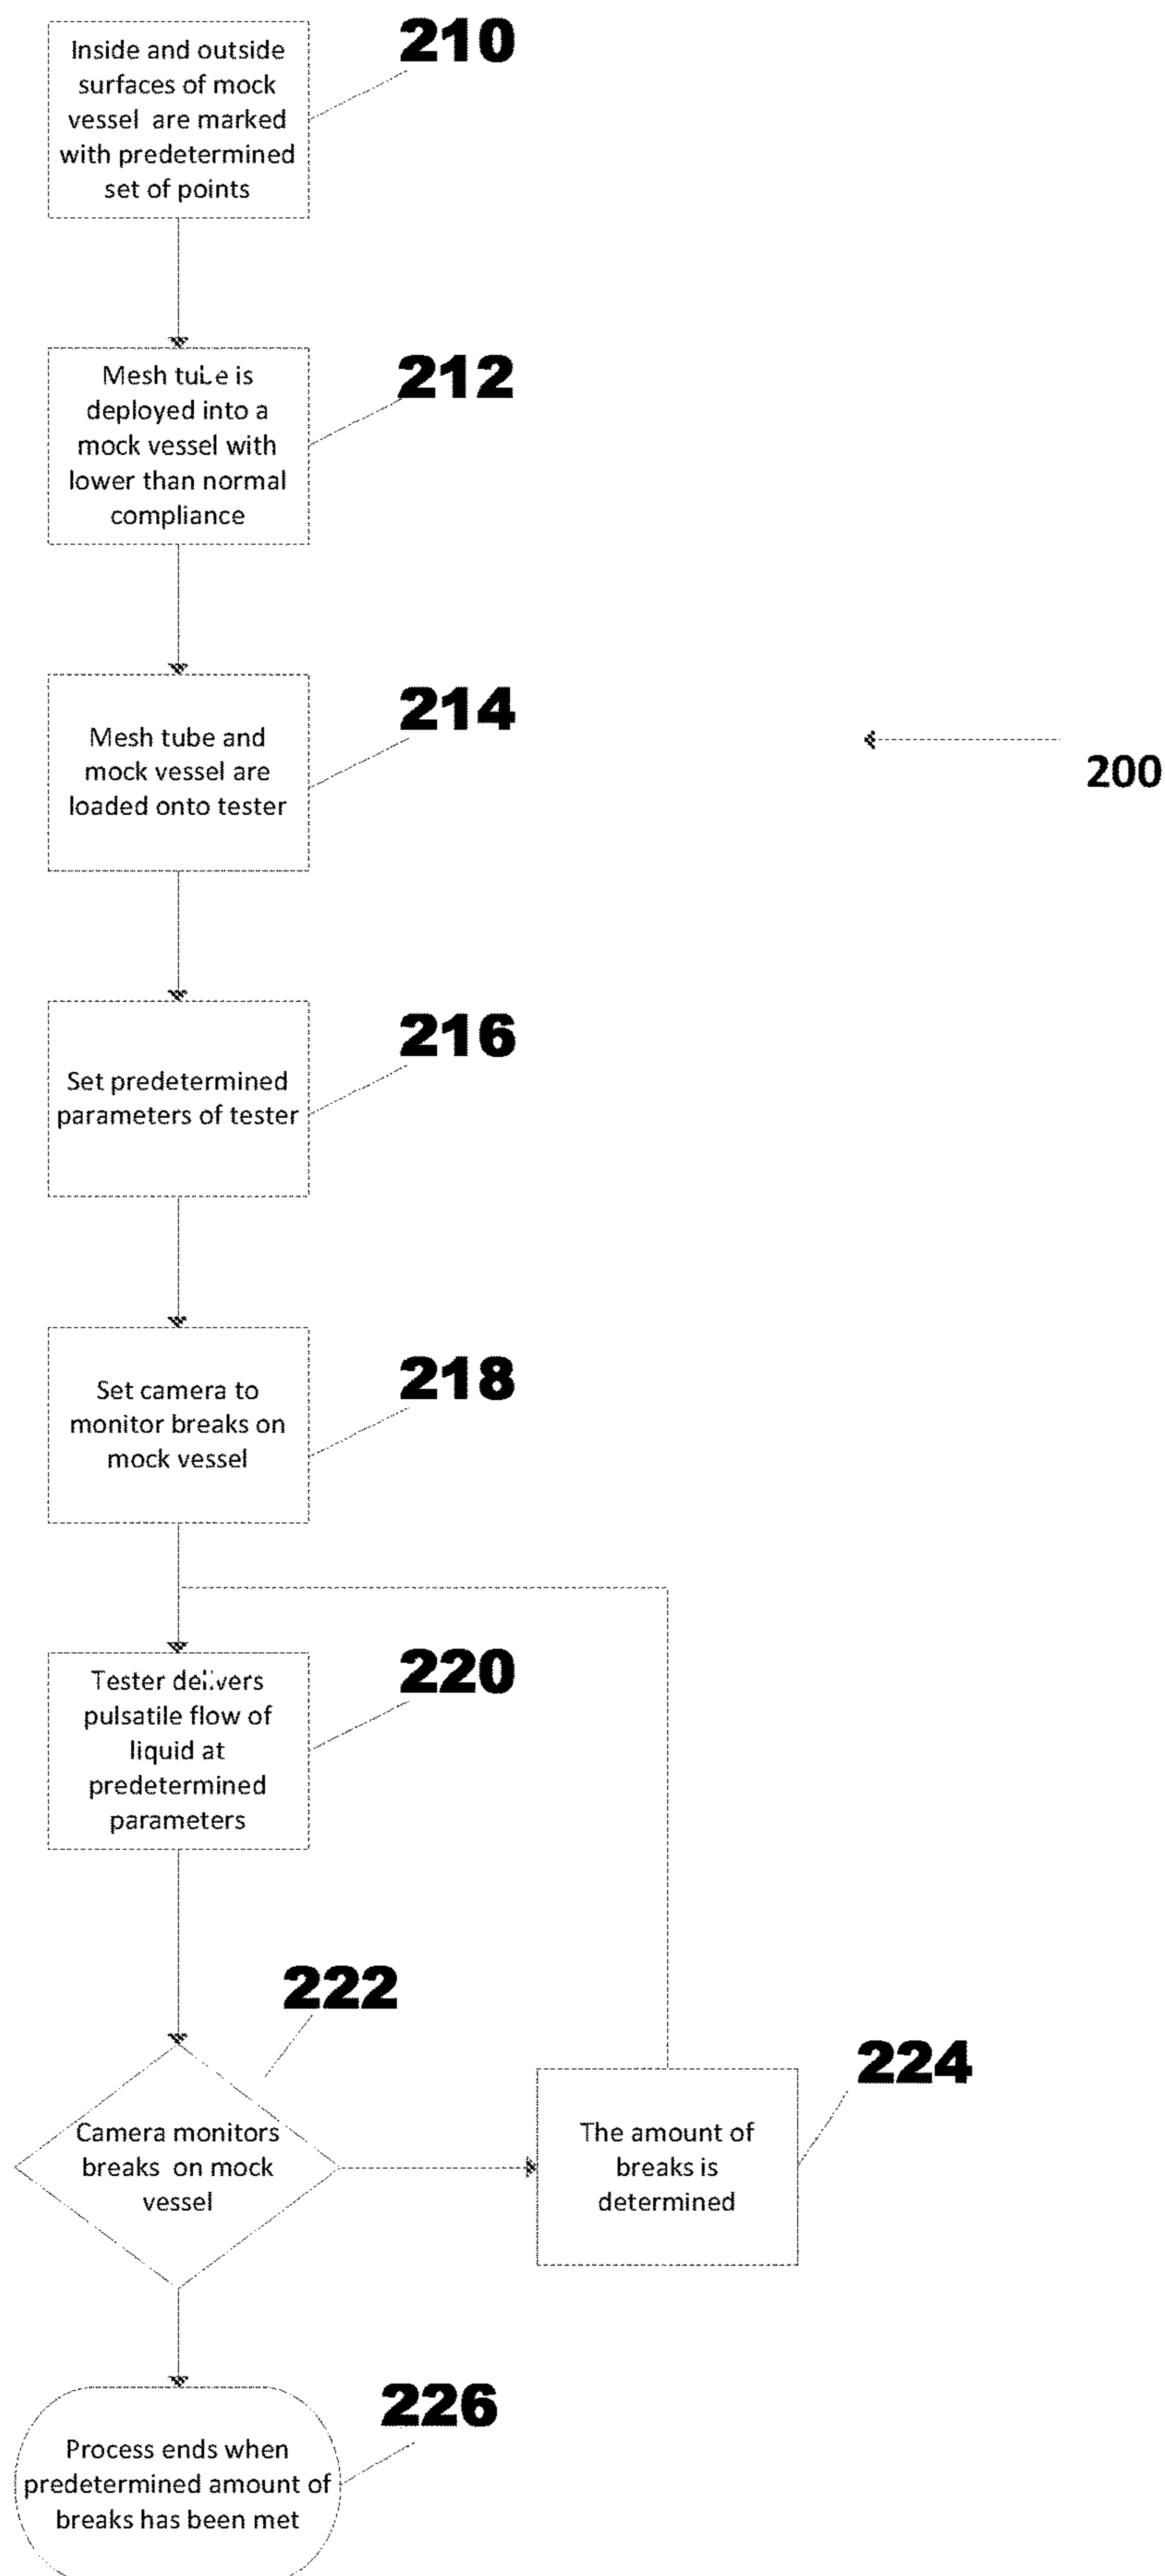 210
Inside and outside
surfaces of mock
vessel are marked
with predetermined
set of points
212
Mesh tube is
deployed into a
mock vessel with
lower than normal
compliance
214
Mesh tube and
mock vessel are
loaded onto tester
200
216
Set predetermined
parameters of tester
218
Set camera to
monitor breaks on
mock vessel
220
Tester delivers
pulsatile flow of
liquid at
predetermined
parameters
222
Camera monitors
breaks on mock
vessel
224
The amount of
breaks is
determined
226
Process ends when
predetermined amount of
breaks has been met